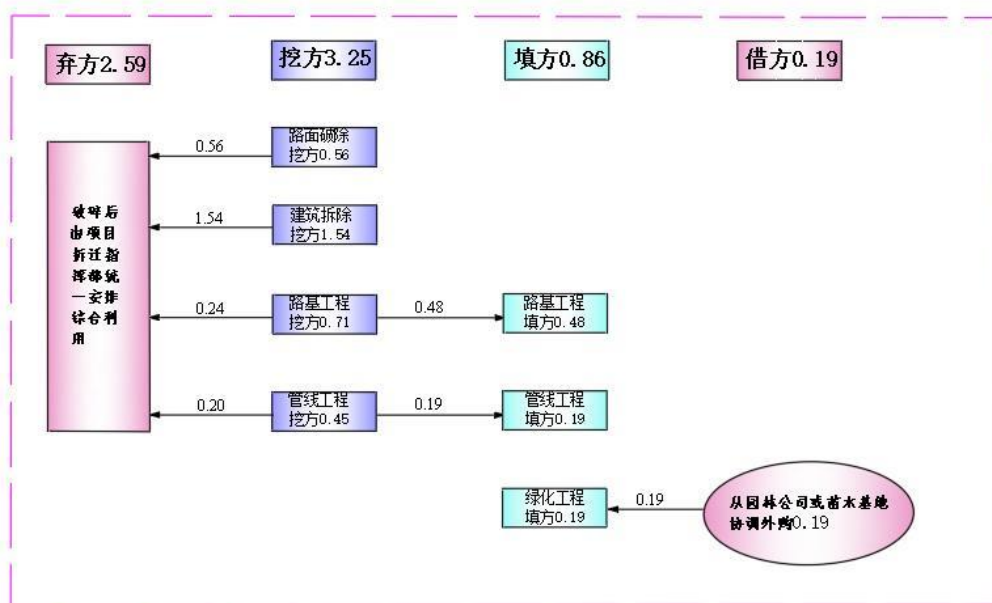 弃方2.59
挖方3.25
填方0.86
借方0.19
0.56
路面破除
挖方0.56
1.54
建筑拆除
挖方1.54
破碎后
由项目
拆迁指
挥部统
一安排
综合利
用
0.24
路基工程
挖方0.71
0.48
路基工程
填方0.48
0.20
管线工程
挖方0.45
0.19
管线工程
填方0.19
绿化工程
填方0.19
0.19
从园林公司或苗木基地
协调外购0.19